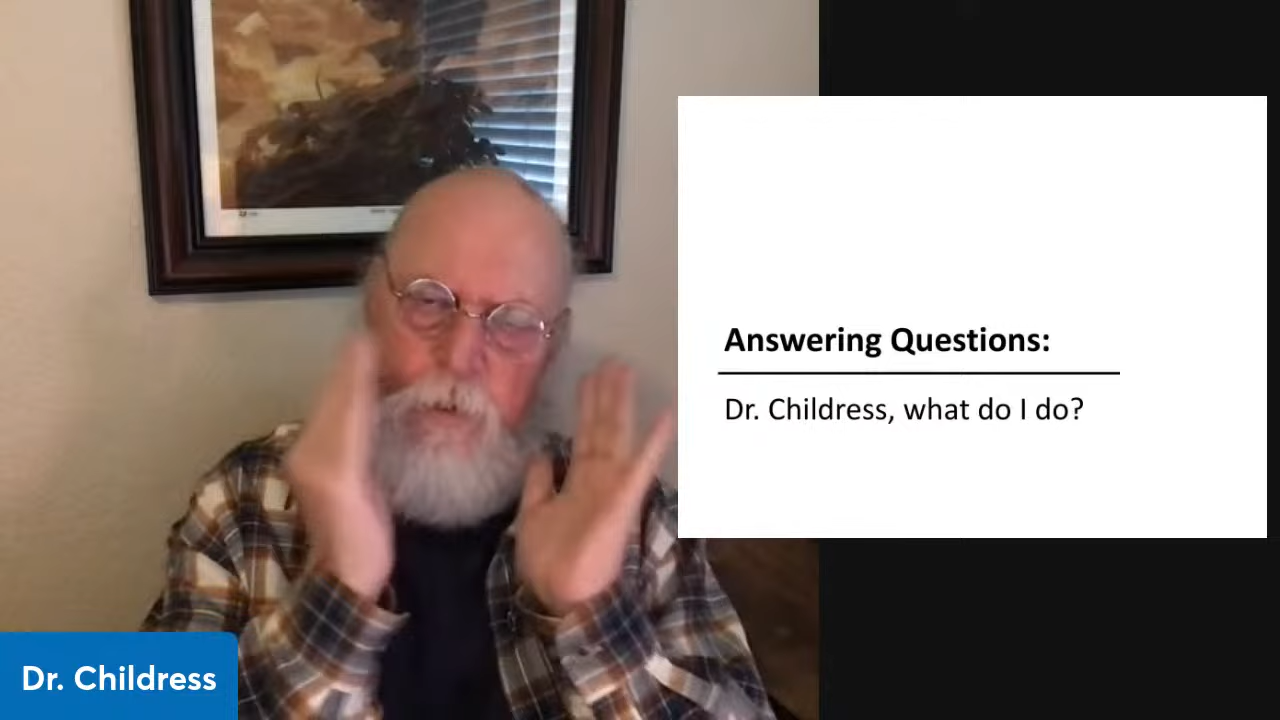 Answering Questions:
Dr. Childress, what do I do?
Dr. Childress